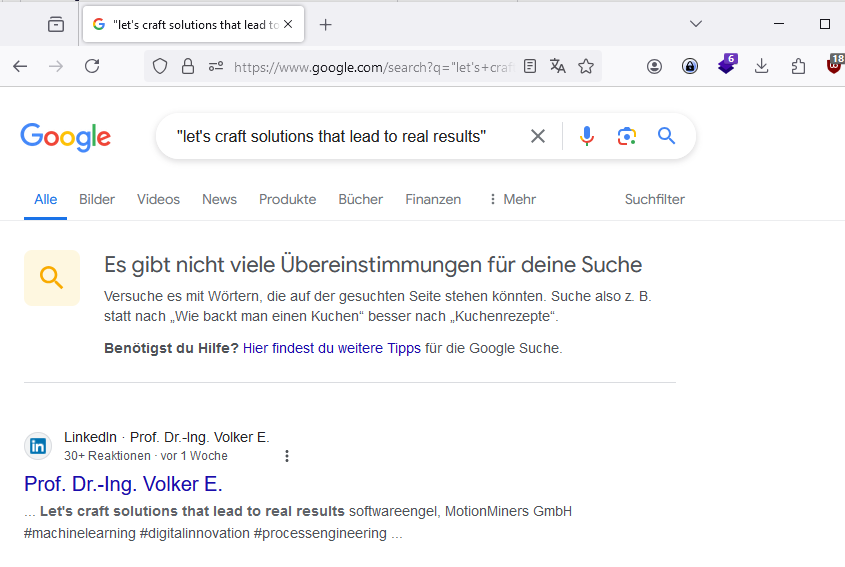 "let's craft solutions that lead to
https://www.google.com/search?q="let's+craf
6
18
Google
"let's craft solutions that lead to real results"
Alle Bilder Videos News Produkte Bücher Finanzen Mehr Suchfilter
Es gibt nicht viele Übereinstimmungen für deine Suche
Versuche es mit Wörtern, die auf der gesuchten Seite stehen könnten. Suche also z. B.
statt nach „Wie backt man einen Kuchen“ besser nach „Kuchenrezepte“.
Benötigst du Hilfe? Hier findest du weitere Tipps für die Google Suche.
in
LinkedIn · Prof. Dr.-Ing. Volker E.
30+ Reaktionen · vor 1 Woche
Prof. Dr.-Ing. Volker E.
... Let's craft solutions that lead to real results softwareengel, MotionMiners GmbH
#machinelearning #digitalinnovation #processengineering ...